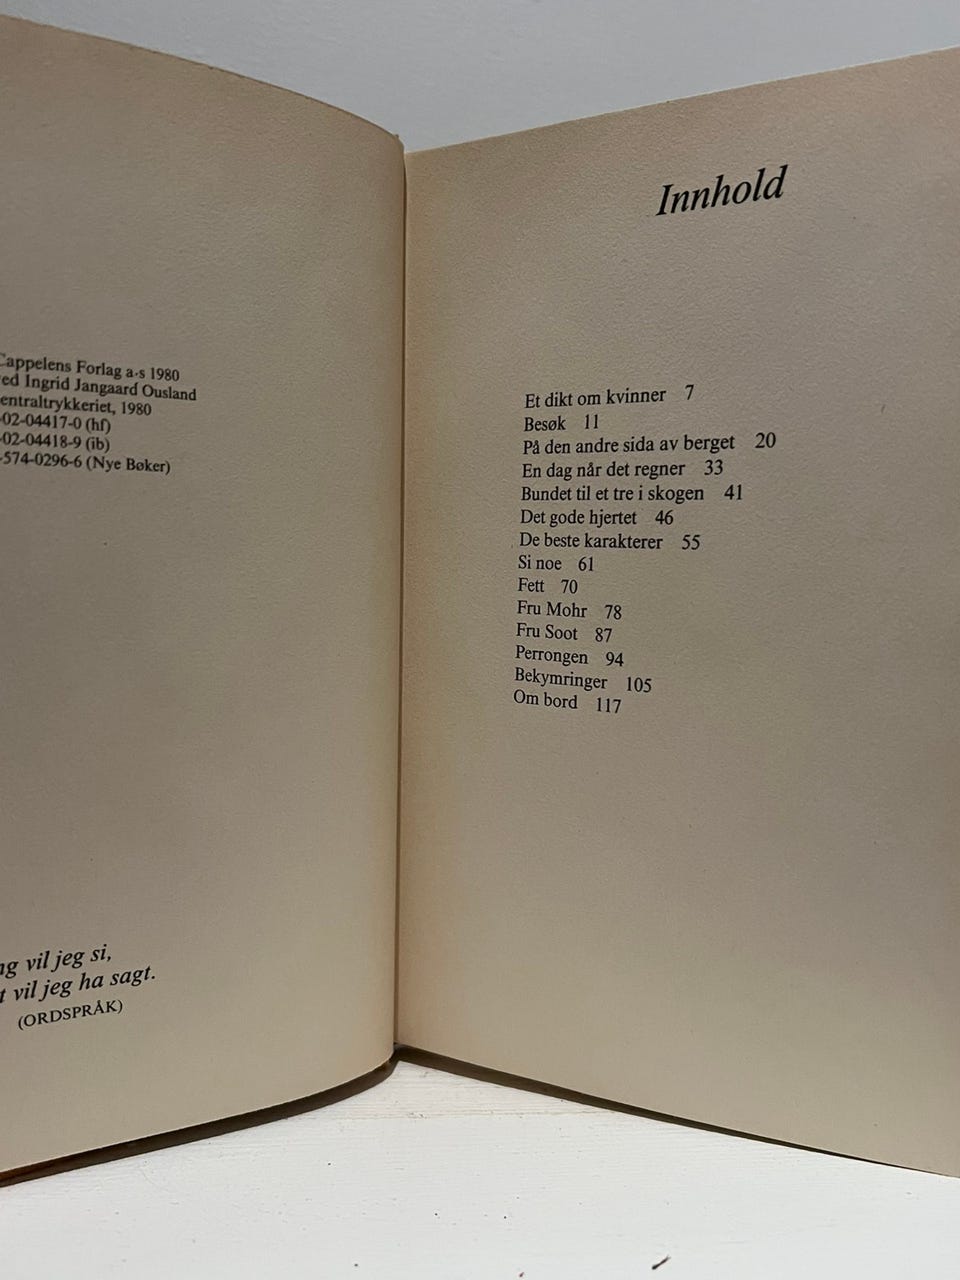 Cappelens Forlag a·s 1980
ed Ingrid Jangaard Ousland
entraltrykkeriet, 1980
-02-04417-0 (hf)
-02-04418-9 (ib)
-574-0296-6 (Nye Bøker)
ng vil jeg si,
t vil jeg ha sagt.
(ORDSPRÅK)
Innhold
Et dikt om kvinner 7
Besøk 11
På den andre sida av berget 20
En dag når det regner 33
Bundet til et tre i skogen 41
Det gode hjertet 46
De beste karakterer 55
Si noe 61
Fett 70
Fru Mohr 78
Fru Soot 87
Perrongen 94
Bekymringer 105
Om bord 117